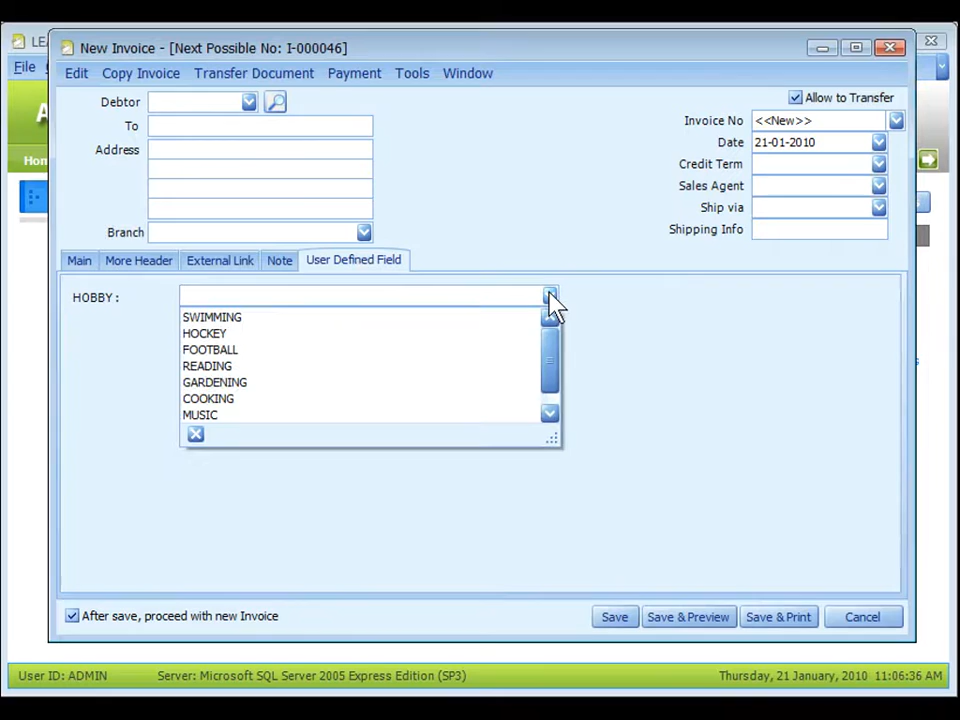 LE
New Invoice - [Next Possible No: I-000046]
File
Edit Copy Invoice Transfer Document Payment Tools Window
A
Hom
Debtor
To
Address
Branch
Allow to Transfer
Invoice No <<New>>
Date 21-01-2010
Credit Term
Sales Agent
Ship via
Shipping Info
Main More Header External Link Note User Defined Field
HOBBY :
SWIMMING
HOCKEY
FOOTBALL
READING
GARDENING
COOKING
MUSIC
After save, proceed with new Invoice
Save Save & Preview Save & Print Cancel
User ID: ADMIN Server: Microsoft SQL Server 2005 Express Edition (SP3) Thursday, 21 January, 2010 11:06:36 AM